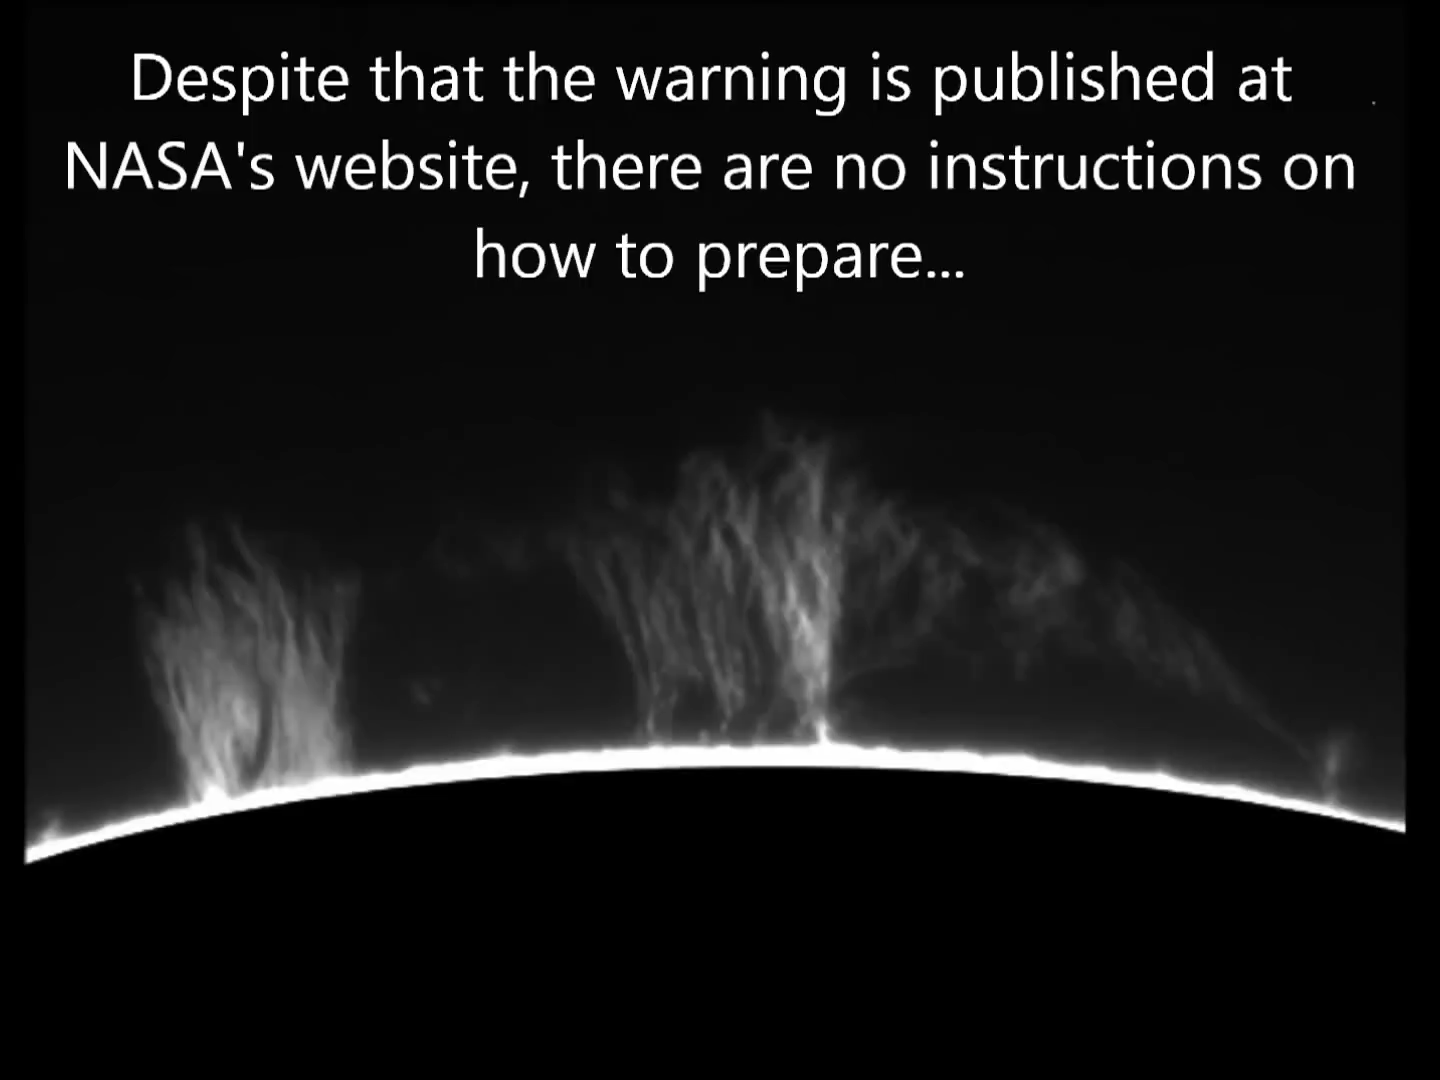 Despite that the warning is published at
NASA's website, there are no instructions on
how to prepare...